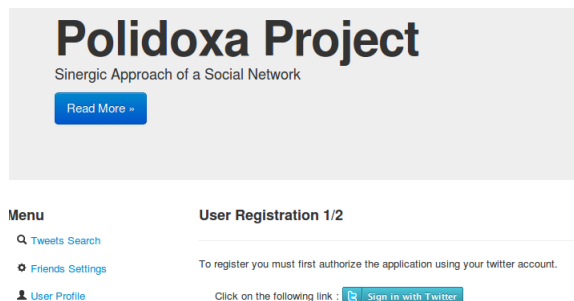 Polidoxa Project
Sinergic Approach of a Social Network
Read More »
Menu
Tweets Search
Friends Settings
User Profile
User Registration 1/2
To register you must first authorize the application using your twitter account.
Click on the following link : Sign in with Twitter